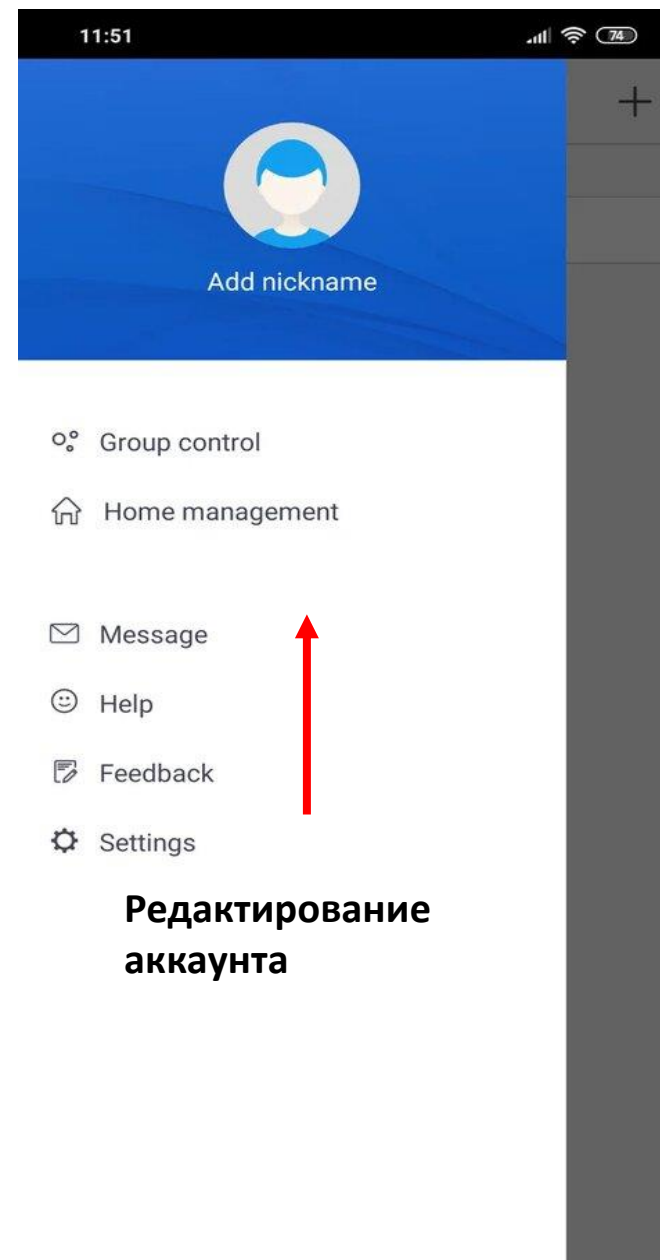 11:51
74
Add nickname
Group control
Home management
Message
Help
Feedback
Settings
Редактирование
аккаунта